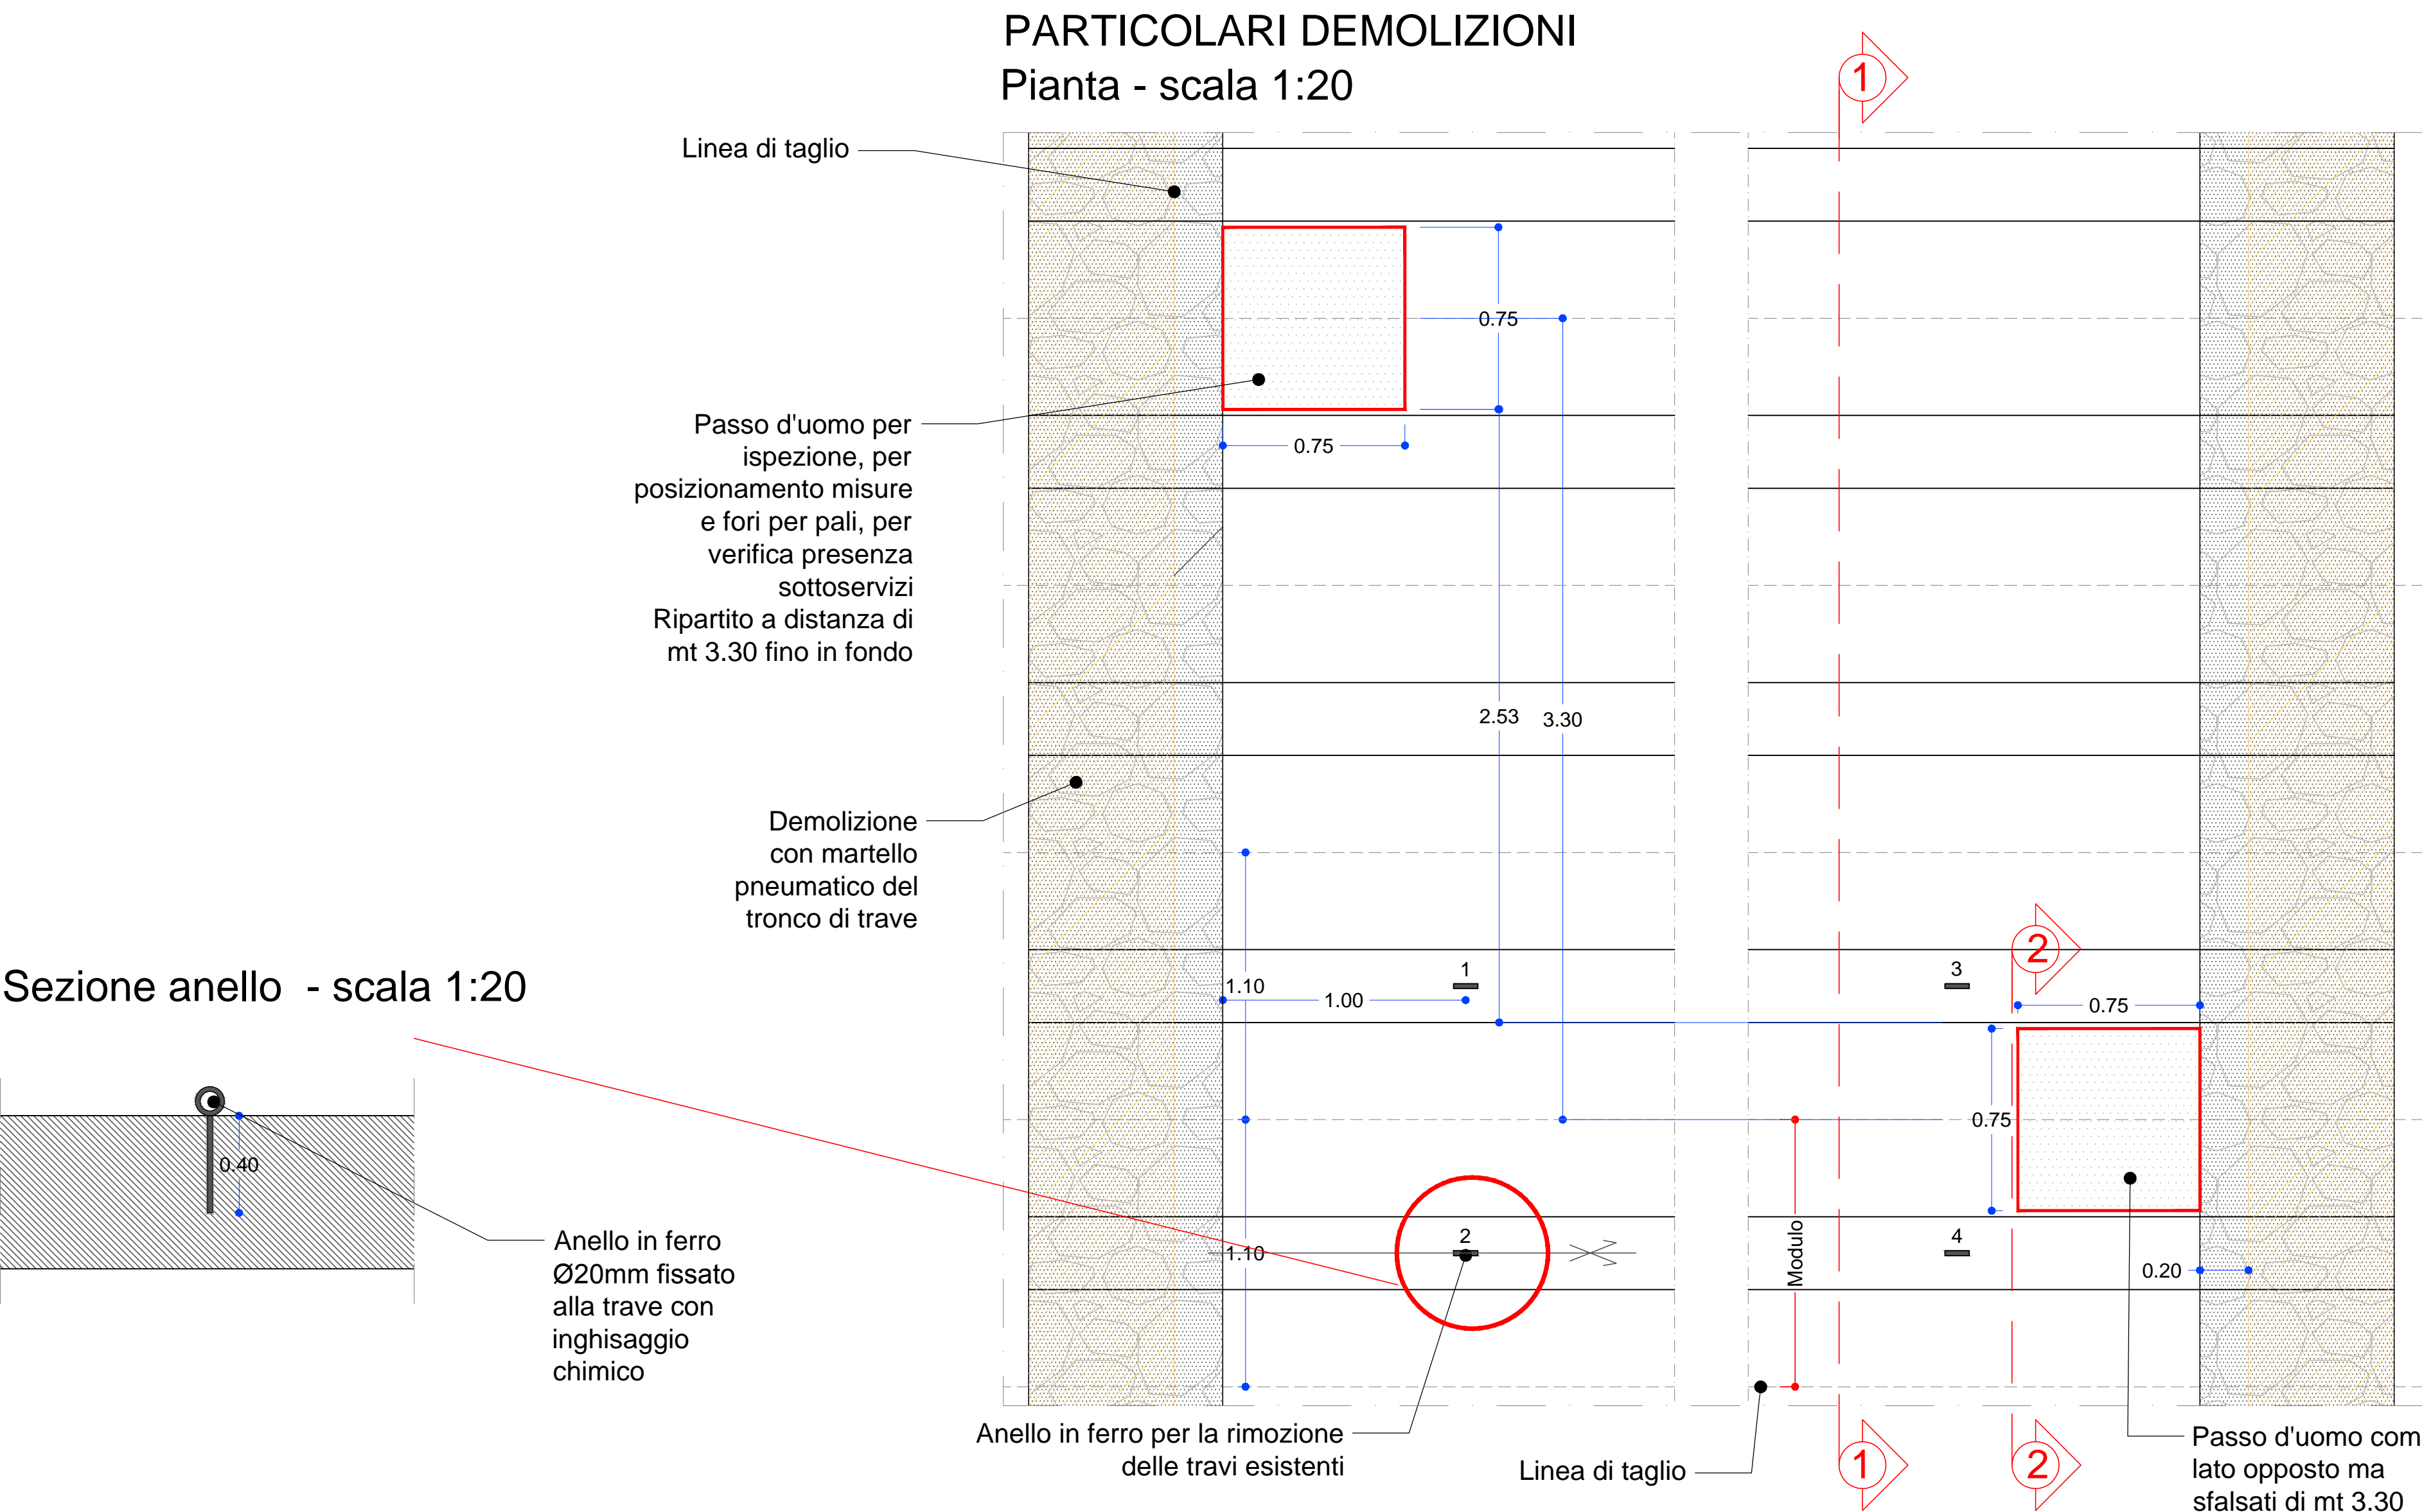 PARTICOLARI DEMOLIZIONI
Pianta - scala 1:20
1
Linea di taglio
0.75
0.75
Passo d'uomo per
ispezione, per
posizionamento misure
e fori per pali, per
verifica presenza
sottoservizi
Ripartito a distanza di
mt 3.30 fino in fondo
2.53
3.30
Demolizione
con martello
pneumatico del
tronco di trave
Sezione anello - scala 1:20
1.10
1.00
1
3
2
0.75
0.75
0.40
Anello in ferro
Ø20mm fissato
alla trave con
inghisaggio
chimico
1.10
2
Modulo
4
0.20
Anello in ferro per la rimozione
delle travi esistenti
Linea di taglio
1
2
Passo d'uomo com
lato opposto ma
sfalsati di mt 3.30